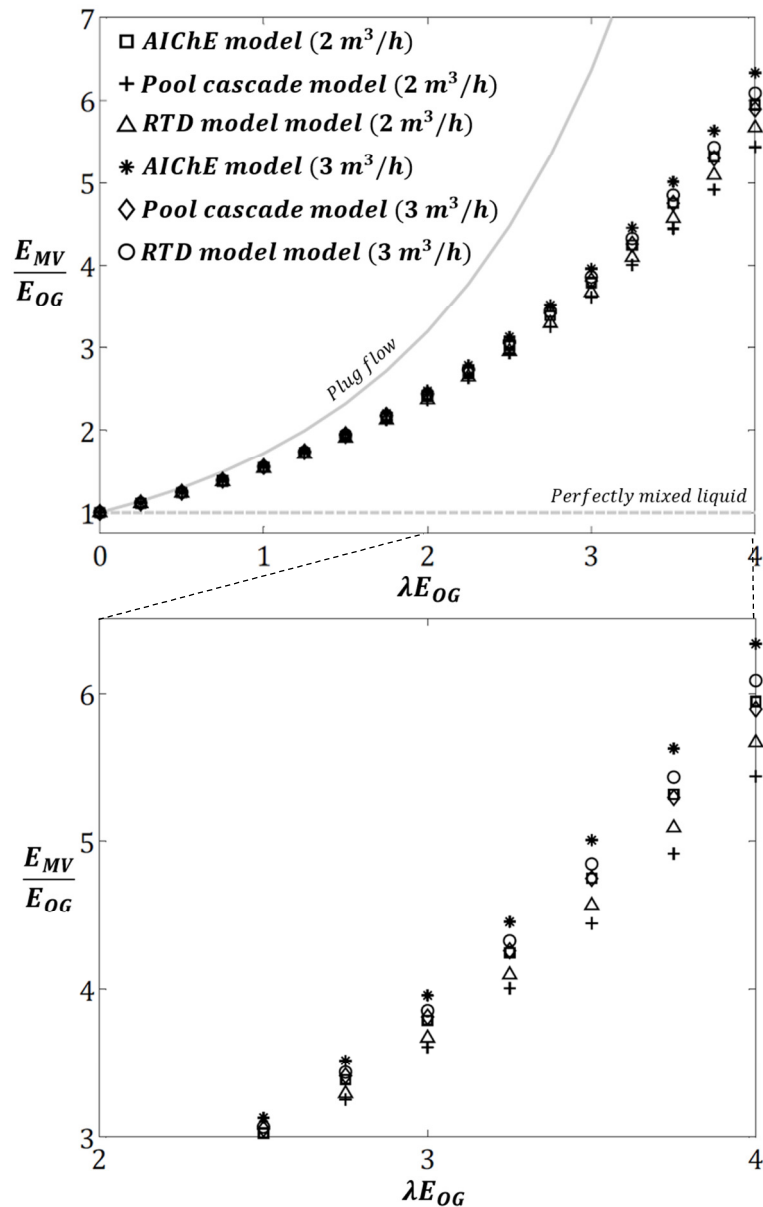 7
6
5
4
3
2
1
E_MV
E_OG
AIChE model (2 m³/h)
Pool cascade model (2 m³/h)
RTD model model (2 m³/h)
AIChE model (3 m³/h)
Pool cascade model (3 m³/h)
RTD model model (3 m³/h)
Plug flow
Perfectly mixed liquid
0 1 2 3 4
λE_OG
6
5
4
3
E_MV
E_OG
2 3 4
λE_OG